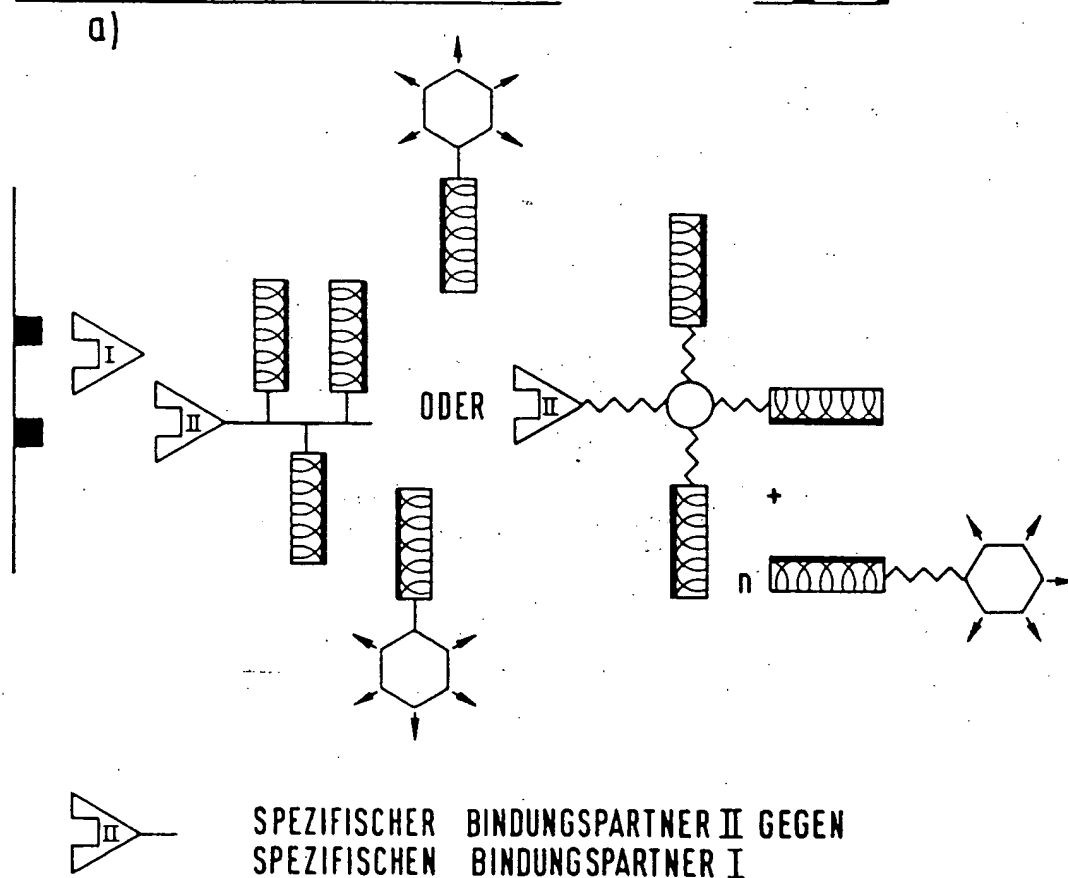 a)
I
II
ODER
II
+
n
II
SPEZIFISCHER BINDUNGSPARTNER II GEGEN
SPEZIFISCHEN BINDUNGSPARTNER I